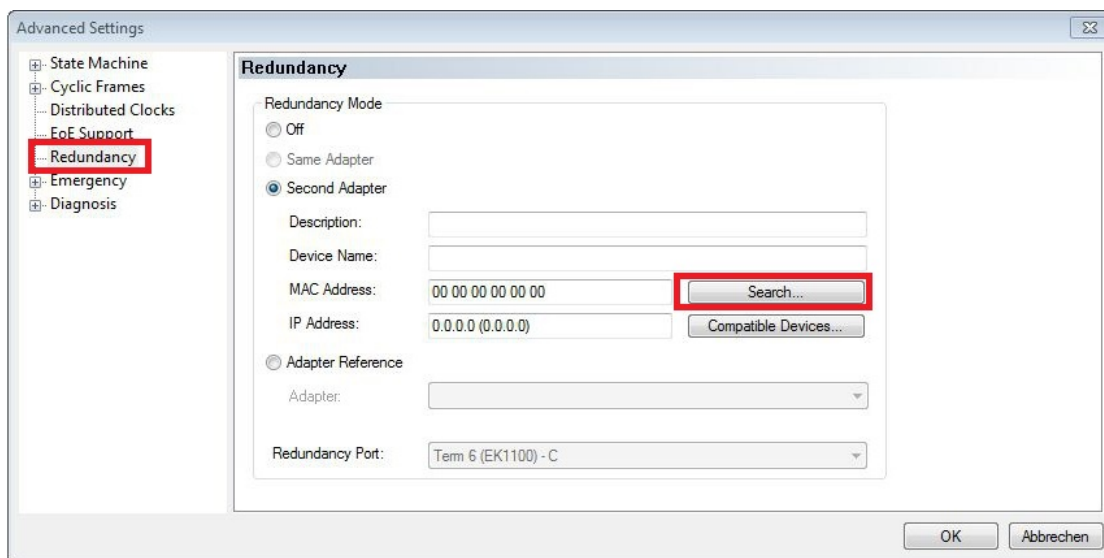 Advanced Settings
State Machine
Cyclic Frames
Distributed Clocks
EoE Support
Redundancy
Emergency
Diagnosis
Redundancy
Redundancy Mode
Off
Same Adapter
Second Adapter
Description:
Device Name:
MAC Address: 00 00 00 00 00 00 Search...
IP Address: 0.0.0.0 (0.0.0.0) Compatible Devices...
Adapter Reference
Adapter:
Redundancy Port: Term 6 (EK1100) - C
OK Abbrechen